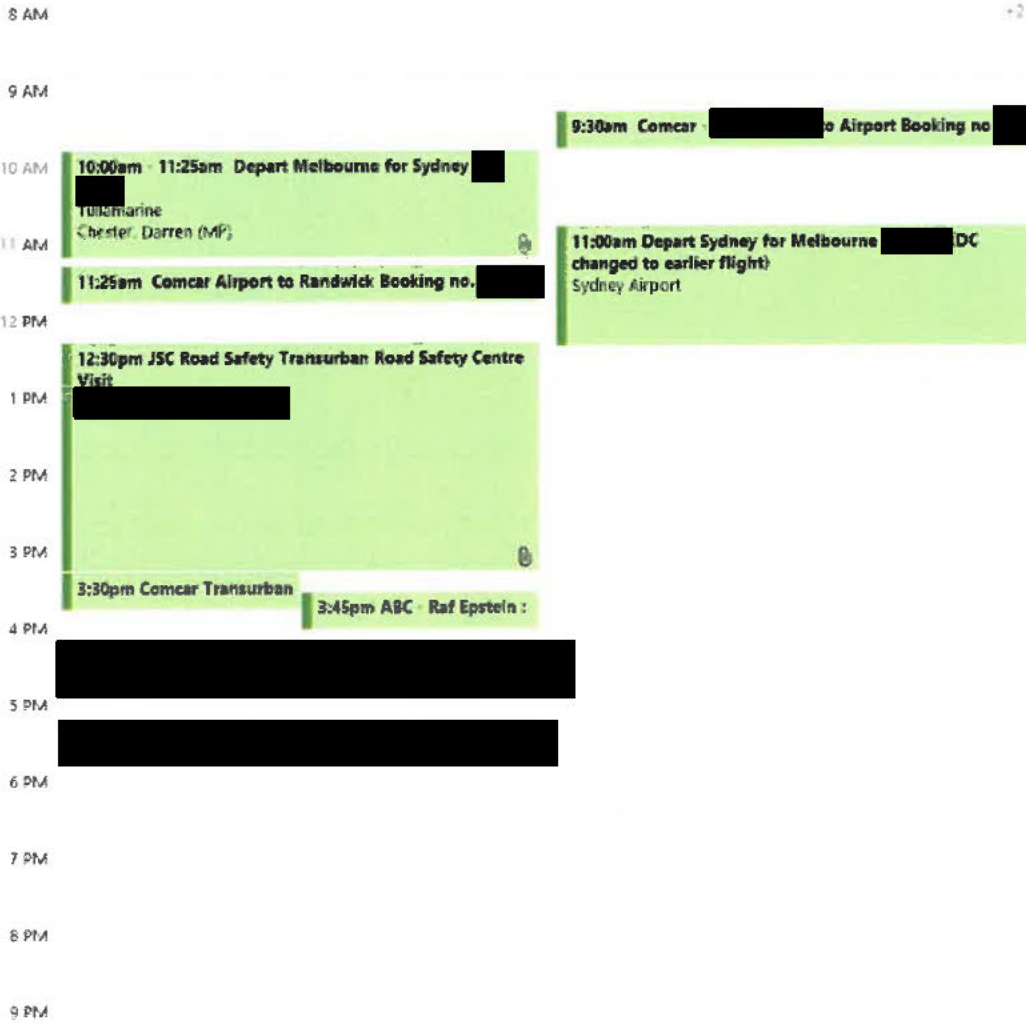 8 AM
+2
9 AM
9:30am Comcar - o Airport Booking no
10 AM
10:00am - 11:25am Depart Melbourne for Sydney
Tullamarine
Chester, Darren (MP)
11 AM
11:00am Depart Sydney for Melbourne (DC
changed to earlier flight)
Sydney Airport
11:25am Comcar Airport to Randwick Booking no.
12 PM
12:30pm JSC Road Safety Transurban Road Safety Centre
Visit
1 PM
2 PM
3 PM
3:30pm Comcar Transurban
3:45pm ABC - Raf Epstein :
4 PM
5 PM
6 PM
7 PM
8 PM
9 PM